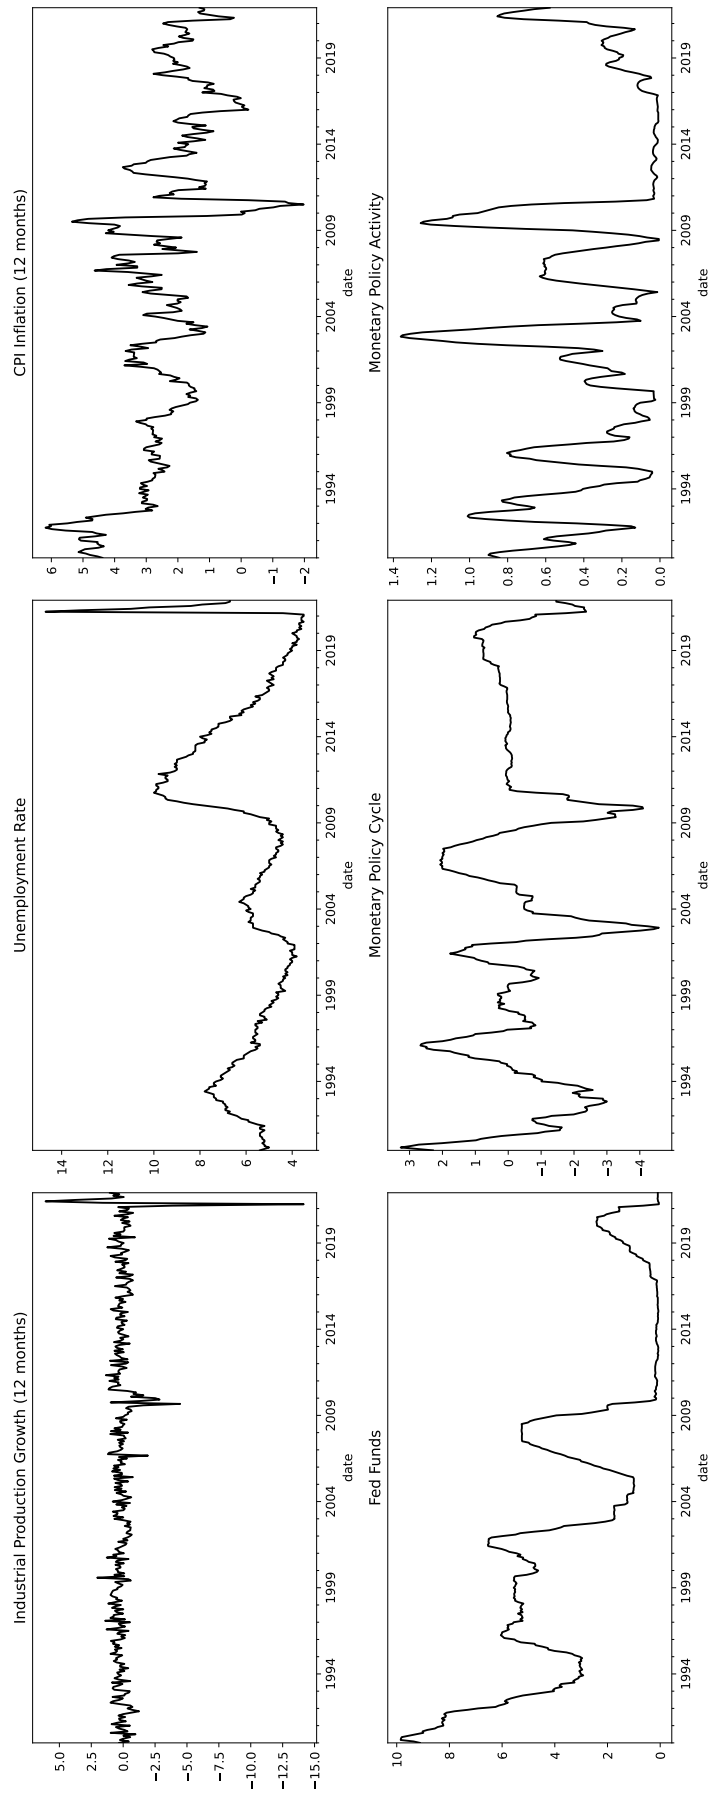 Industrial Production Growth (12 months)
5.0
2.5
0.0
−2.5
−5.0
−7.5
−10.0
−12.5
−15.0
1994 1999 2004 2009 2014 2019
date
Unemployment Rate
14
12
10
8
6
4
1994 1999 2004 2009 2014 2019
date
CPI Inflation (12 months)
6
5
4
3
2
1
0
−1
−2
1994 1999 2004 2009 2014 2019
date
Fed Funds
10
8
6
4
2
0
1994 1999 2004 2009 2014 2019
date
Monetary Policy Cycle
3
2
1
0
−1
−2
−3
−4
1994 1999 2004 2009 2014 2019
date
Monetary Policy Activity
1.4
1.2
1.0
0.8
0.6
0.4
0.2
0.0
1994 1999 2004 2009 2014 2019
date